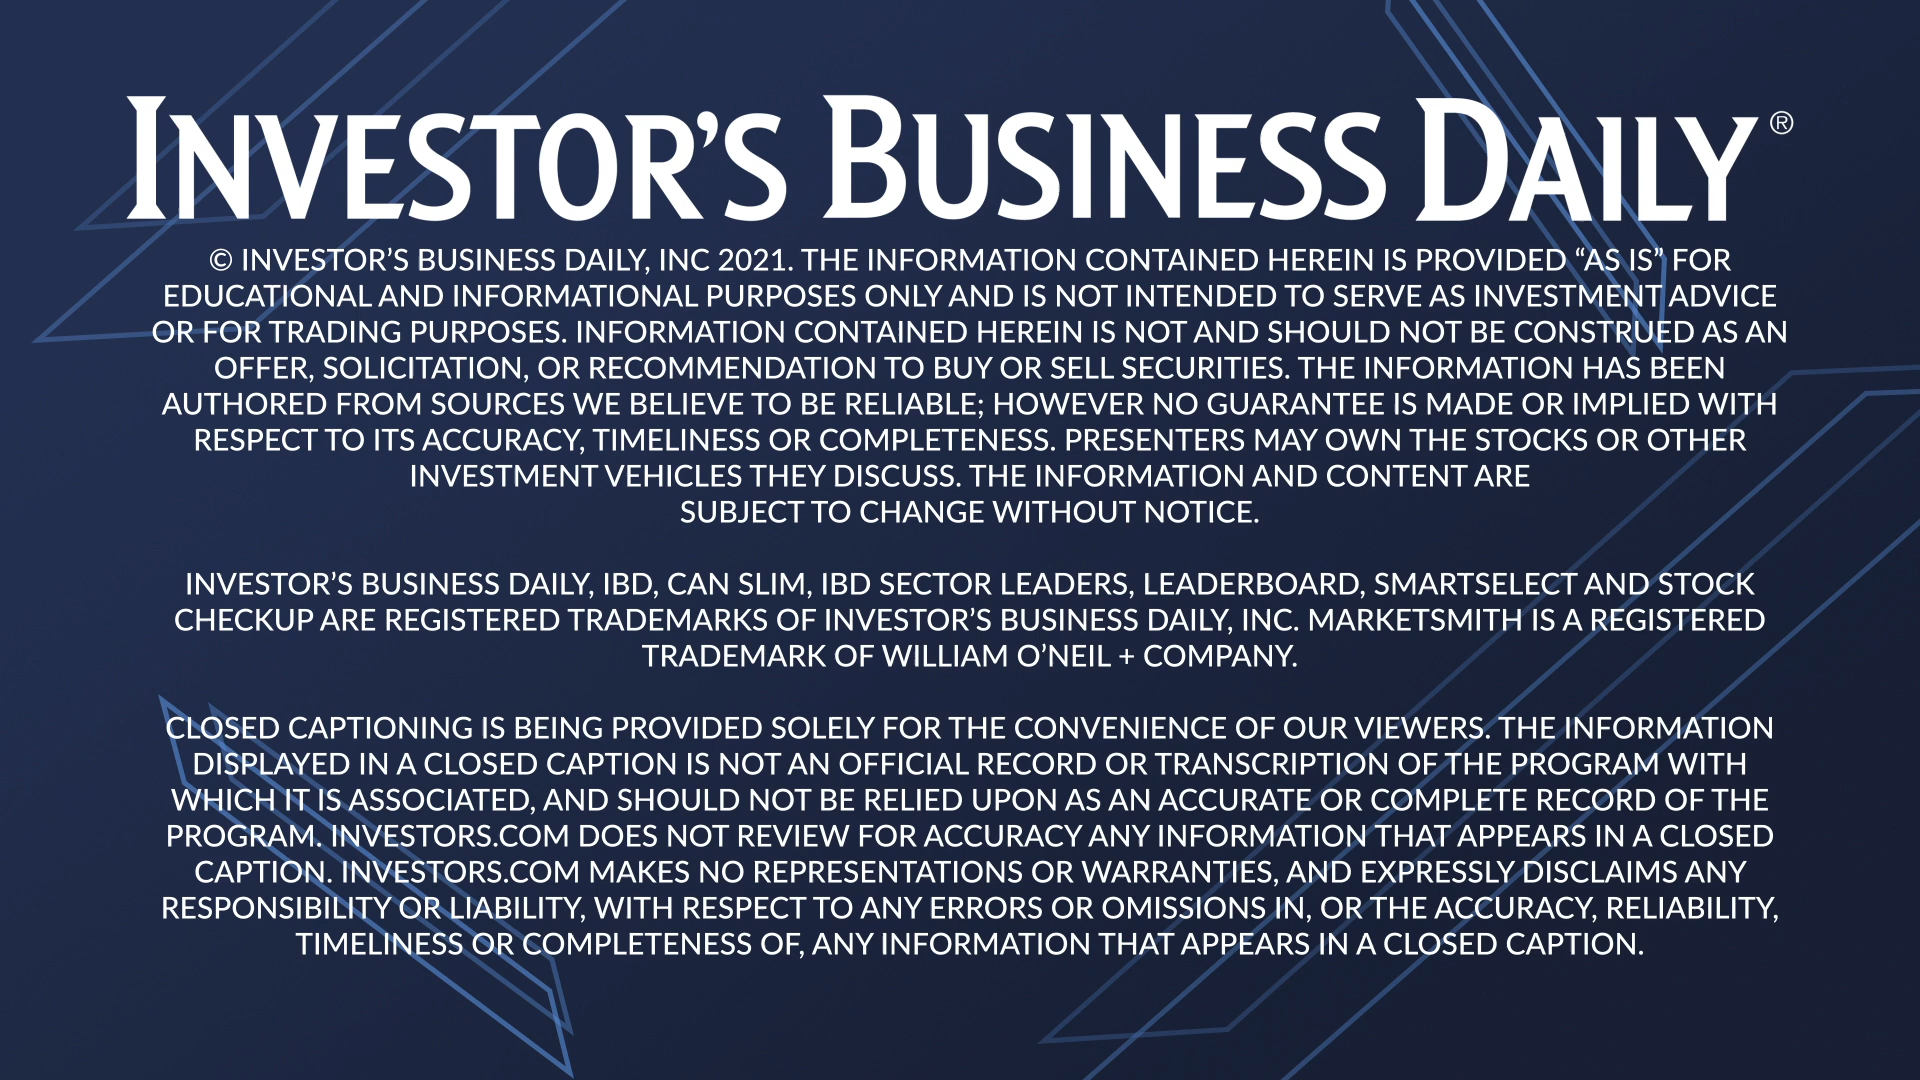 INVESTOR’S BUSINESS DAILY®
© INVESTOR’S BUSINESS DAILY, INC 2021. THE INFORMATION CONTAINED HEREIN IS PROVIDED “AS IS” FOR
EDUCATIONAL AND INFORMATIONAL PURPOSES ONLY AND IS NOT INTENDED TO SERVE AS INVESTMENT ADVICE
OR FOR TRADING PURPOSES. INFORMATION CONTAINED HEREIN IS NOT AND SHOULD NOT BE CONSTRUED AS AN
OFFER, SOLICITATION, OR RECOMMENDATION TO BUY OR SELL SECURITIES. THE INFORMATION HAS BEEN
AUTHORED FROM SOURCES WE BELIEVE TO BE RELIABLE; HOWEVER NO GUARANTEE IS MADE OR IMPLIED WITH
RESPECT TO ITS ACCURACY, TIMELINESS OR COMPLETENESS. PRESENTERS MAY OWN THE STOCKS OR OTHER
INVESTMENT VEHICLES THEY DISCUSS. THE INFORMATION AND CONTENT ARE
SUBJECT TO CHANGE WITHOUT NOTICE.
INVESTOR’S BUSINESS DAILY, IBD, CAN SLIM, IBD SECTOR LEADERS, LEADERBOARD, SMARTSELECT AND STOCK
CHECKUP ARE REGISTERED TRADEMARKS OF INVESTOR’S BUSINESS DAILY, INC. MARKETSMITH IS A REGISTERED
TRADEMARK OF WILLIAM O’NEIL + COMPANY.
CLOSED CAPTIONING IS BEING PROVIDED SOLELY FOR THE CONVENIENCE OF OUR VIEWERS. THE INFORMATION
DISPLAYED IN A CLOSED CAPTION IS NOT AN OFFICIAL RECORD OR TRANSCRIPTION OF THE PROGRAM WITH
WHICH IT IS ASSOCIATED, AND SHOULD NOT BE RELIED UPON AS AN ACCURATE OR COMPLETE RECORD OF THE
PROGRAM. INVESTORS.COM DOES NOT REVIEW FOR ACCURACY ANY INFORMATION THAT APPEARS IN A CLOSED
CAPTION. INVESTORS.COM MAKES NO REPRESENTATIONS OR WARRANTIES, AND EXPRESSLY DISCLAIMS ANY
RESPONSIBILITY OR LIABILITY, WITH RESPECT TO ANY ERRORS OR OMISSIONS IN, OR THE ACCURACY, RELIABILITY,
TIMELINESS OR COMPLETENESS OF, ANY INFORMATION THAT APPEARS IN A CLOSED CAPTION.